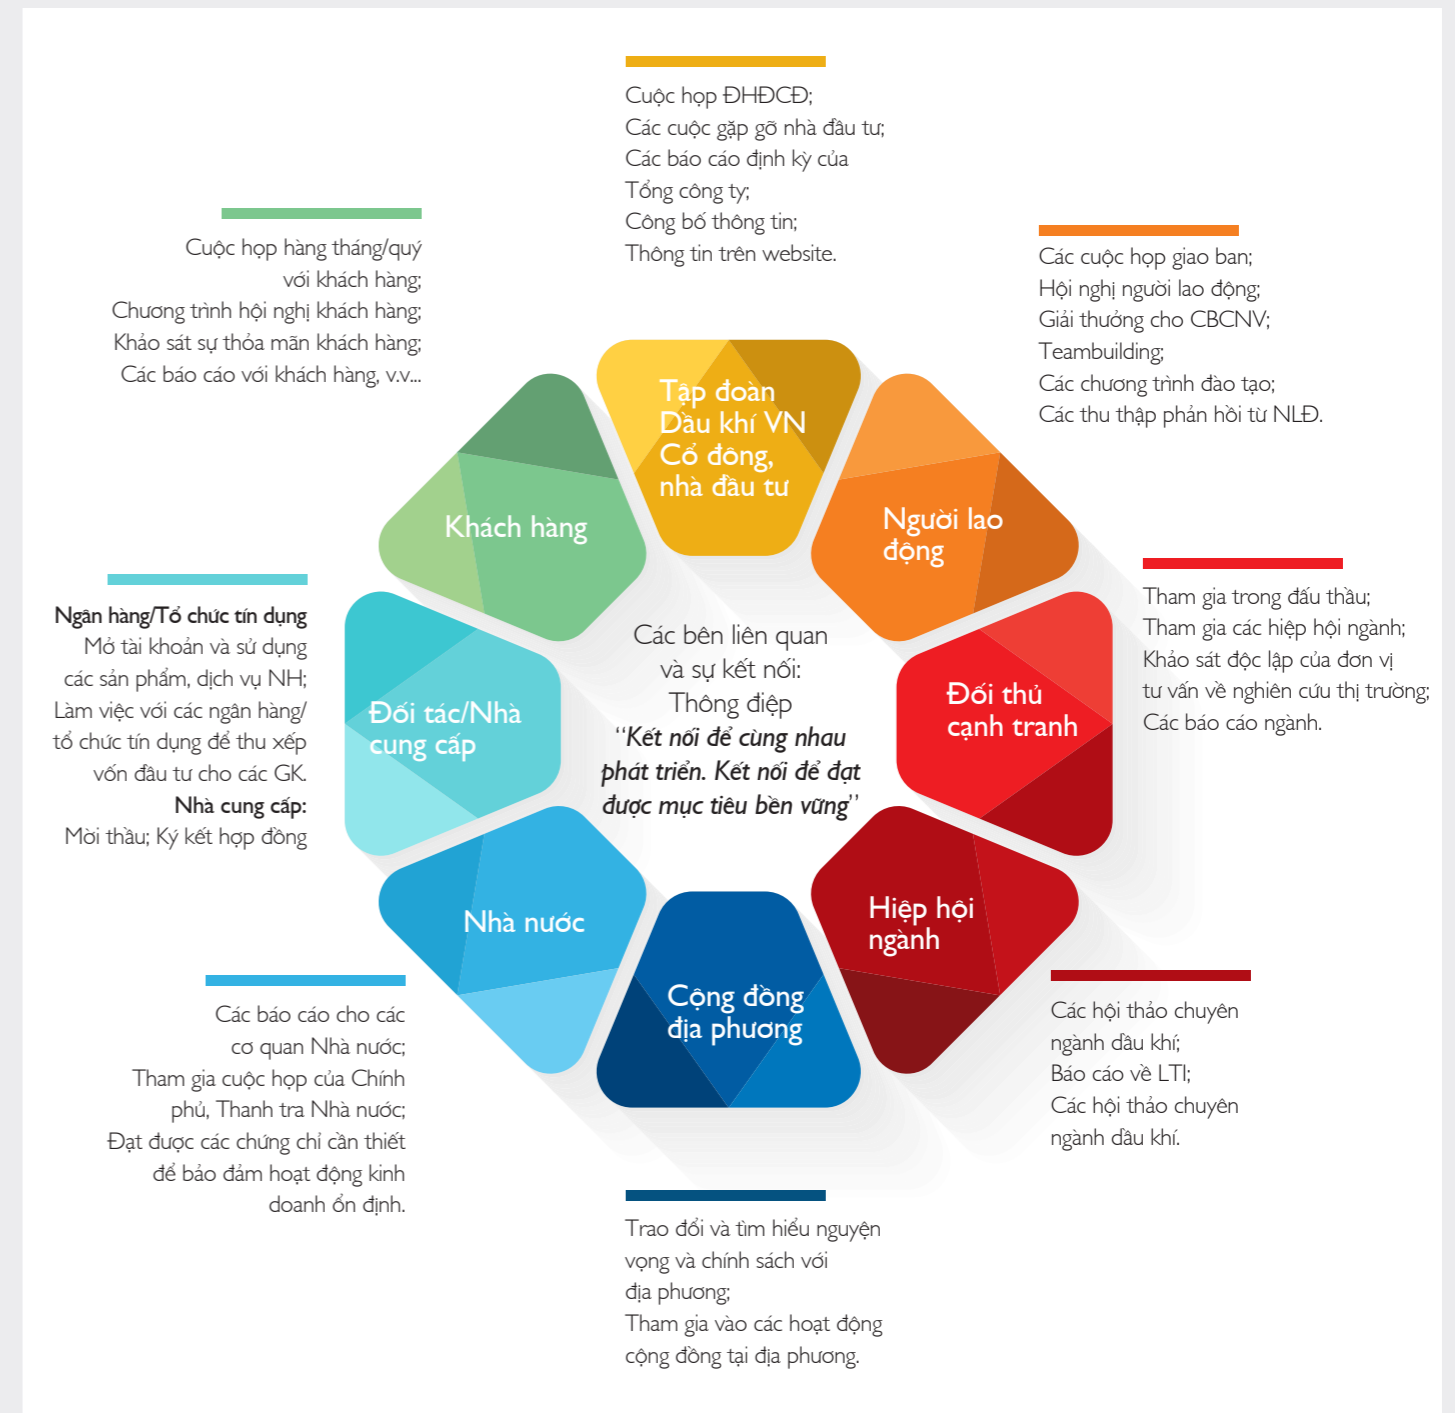 Cuộc họp ĐHĐCĐ;
Các cuộc gặp gỡ nhà đầu tư;
Các báo cáo định kỳ của
Tổng công ty;
Công bố thông tin;
Thông tin trên website.
Cuộc họp hàng tháng/quý
với khách hàng;
Chương trình hội nghị khách hàng;
Khảo sát sự thỏa mãn khách hàng;
Các báo cáo với khách hàng, v.v...
Các cuộc họp giao ban;
Hội nghị người lao động;
Giải thưởng cho CBCNV;
Teambuilding;
Các chương trình đào tạo;
Các thu thập phản hồi từ NLĐ.
Tập đoàn
Dầu khí VN
Cổ đông,
nhà đầu tư
Khách hàng
Người lao
động
Ngân hàng/Tổ chức tín dụng
Mở tài khoản và sử dụng
các sản phẩm, dịch vụ NH;
Làm việc với các ngân hàng/
tổ chức tín dụng để thu xếp
vốn đầu tư cho các GK.
Nhà cung cấp:
Mời thầu; Ký kết hợp đồng
Đối tác/Nhà
cung cấp
Các bên liên quan
và sự kết nối:
Thông điệp
“Kết nối để cùng nhau
phát triển. Kết nối để đạt
được mục tiêu bền vững”
Đối thủ
cạnh tranh
Tham gia trong đấu thầu;
Tham gia các hiệp hội ngành;
Khảo sát độc lập của đơn vị
tư vấn về nghiên cứu thị trường;
Các báo cáo ngành.
Nhà nước
Hiệp hội
ngành
Cộng đồng
địa phương
Các báo cáo cho các
cơ quan Nhà nước;
Tham gia cuộc họp của Chính
phủ, Thanh tra Nhà nước;
Đạt được các chứng chỉ cần thiết
để bảo đảm hoạt động kinh
doanh ổn định.
Các hội thảo chuyên
ngành dầu khí;
Báo cáo về LTI;
Các hội thảo chuyên
ngành dầu khí.
Trao đổi và tìm hiểu nguyện
vọng và chính sách với
địa phương;
Tham gia vào các hoạt động
cộng đồng tại địa phương.